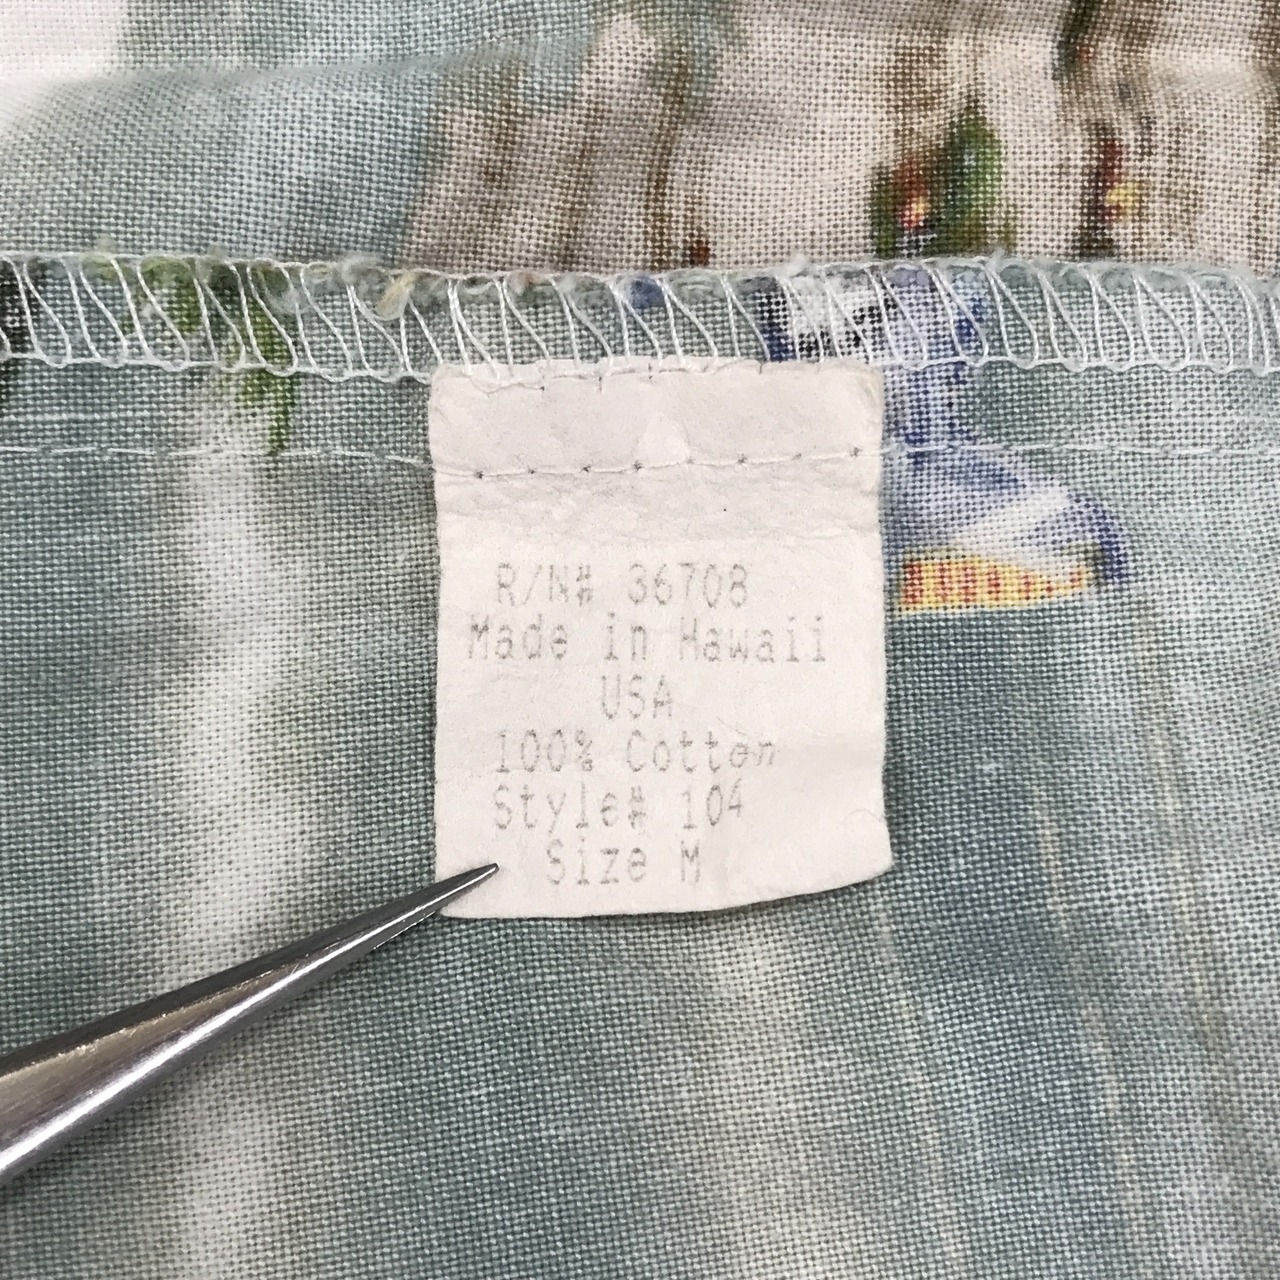 R/N# 36708
Made in Hawaii
USA
100% Cotton
Style# 104
Size M